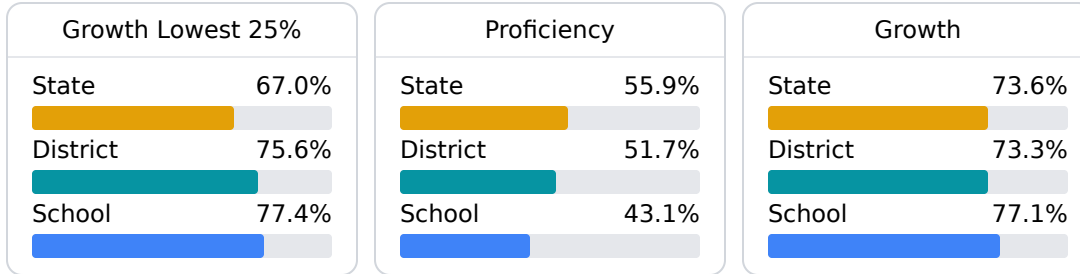 Growth Lowest 25%
State 67.0%
District 75.6%
School 77.4%
Proficiency
State 55.9%
District 51.7%
School 43.1%
Growth
State 73.6%
District 73.3%
School 77.1%